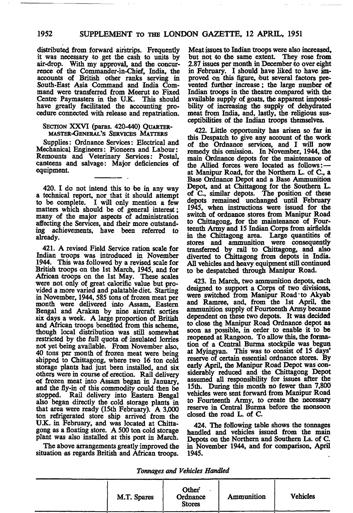 1952 SUPPLEMENT TO THE LONDON GAZETTE, 12 APRIL, 1951
distributed from forward airstrips. Frequently
it was necessary to get the cash to units by
air-drop. With my approval, and the concur-
rence of the Commander-in-Chief, India, the
accounts of British other ranks serving in
South-East Asia Command and India Com-
mand were transferred from Meerut to Fixed
Centre Paymasters in the U.K. This should
have greatly facilitated the accounting pro-
cedure connected with release and repatriation.
SECTION XXVI (paras. 420-440) QUARTER-
MASTER-GENERAL'S SERVICES MATTERS
Supplies: Ordnance Services: Electrical and
Mechanical Engineers: Pioneers and Labour:
Remounts and Veterinary Services: Postal,
canteens and salvage: Major deficiencies of
equipment.
420. I do not intend this to be in any way
a technical report, nor that it should attempt
to be complete. I will only mention a few
matters which should be of general interest;
many of the major aspects of administration
affecting the Services, and their more outstand-
ing achievements, have been referred to
already.
421. A revised Field Service ration scale for
Indian troops was introduced in November
1944. This was followed by a revised scale for
British troops on the 1st March, 1945, and for
African troops on the 1st May. These scales
were not only of great calorific value but pro-
vided a more varied and palatable diet. Starting
in November, 1944, 585 tons of frozen meat per
month were delivered into Assam, Eastern
Bengal and Arakan by nine aircraft sorties
six days a week. A large proportion of British
and African troops benefited from this scheme,
though local distribution was still somewhat
restricted by the full quota of insulated lorries
not yet being available. From November also,
40 tons per month of frozen meat were being
shipped to Chittagong, where two 16 ton cold
storage plants had just been installed, and six
others were in course of erection. Rail delivery
of frozen meat into Assam began in January,
and the fly-in of this commodity could then be
stopped. Rail delivery into Eastern Bengal
also began directly the cold storage plants in
that area were ready (15th February). A 3,000
ton refrigerated store ship arrived from the
U.K. in February, and was located at Chitta-
gong as a floating store. A 500 ton cold storage
plant was also installed at this port in March.
The above arrangements greatly improved the
situation as regards British and African troops.
Meat issues to Indian troops were also increased,
but not to the same extent. They rose from
2.87 issues per month in December to over eight
in February. I should have liked to have im-
proved on this figure, but several factors pre-
vented further increase; the large number of
Indian troops in the theatre compared with the
available supply of goats, the apparent impossi-
bility of increasing the supply of dehydrated
meat from India, and, lastly, the religious sus-
ceptibilities of the Indian troops themselves.
422. Little opportunity has arisen so far in
this Despatch to give any account of the work
of the Ordnance services, and I will now
remedy this omission. In November, 1944, the
main Ordnance depots for the maintenance of
the Allied forces were located as follows:—
at Manipur Road, for the Northern L. of C., a
Base Ordnance Depot and a Base Ammunition
Depot, and at Chittagong for the Southern L.
of C., similar depots. The position of these
depots remained unchanged until February
1945, when instructions were issued for the
switch of ordnance stores from Manipur Road
to Chittagong, for the maintenance of Four-
teenth Army and 15 Indian Corps from airfields
in the Chittagong area. Large quantities of
stores and ammunition were consequently
transferred by rail to Chittagong, and also
diverted to Chittagong from depots in India.
All vehicles and heavy equipment still continued
to be despatched through Manipur Road.
423. In March, two ammunition depots, each
designed to support a Corps of two divisions,
were switched from Manipur Road to Akyab
and Ramree, and, from the 1st April, the
ammunition supply of Fourteenth Army became
dependent on these two depots. It was decided
to close the Manipur Road Ordnance depot as
soon as possible, in order to enable it to be
reopened at Rangoon. To allow this, the forma-
tion of a Central Burma stockpile was begun
at Myingyan. This was to consist of 15 days'
reserve of certain essential ordnance stores. By
early April, the Manipur Road Depot was con-
siderably reduced and the Chittagong Depot
assumed all responsibility for issues after the
15th. During this month no fewer than 7,800
vehicles were sent forward from Manipur Road
to Fourteenth Army, to create the necessary
reserve in Central Burma before the monsoon
closed the road L. of C.
424. The following table shows the tonnages
handled and vehicles issued from the main
Depots on the Northern and Southern Ls. of C.
in November 1944, and for comparison, April
1945.
Tonnages and Vehicles Handled
M.T. Spares
Other
Ordnance
Stores
Ammunition
Vehicles